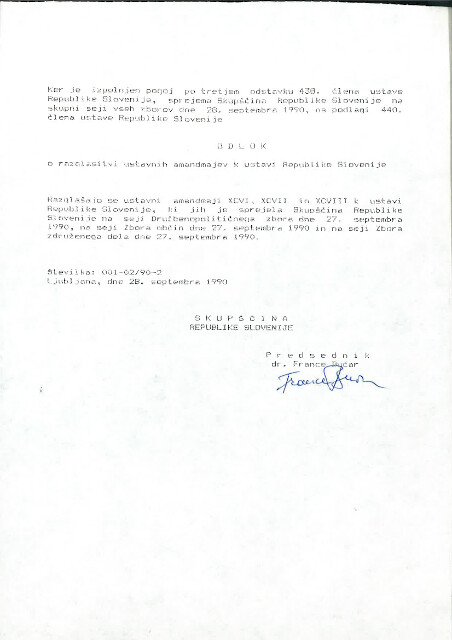 Ker je izpolnjen pogoj po tretjem odstavku 438. člena ustave
Republike Slovenije, sprejema Skupščina Republike Slovenije na
skupni seji vseh zborov dne 28. septembra 1990, na podlagi 440.
člena ustave Republike Slovenije
O D L O K
o razglasitvi ustavnih amandmajev k ustavi Republike Slovenije
Razglašajo se ustavni amandmaji XCVI, XCVII in XCVIII k ustavi
Republike Slovenije, ki jih je sprejela Skupščina Republike
Slovenije na seji Družbenopolitičnega zbora dne 27. septembra
1990, na seji Zbora občin dne 27. septembra 1990 in na seji Zbora
združenega dela dne 27. septembra 1990.
Številka: 001-02/90-2
Ljubljana, dne 28. septembra 1990
S K U P Š Č I N A
REPUBLIKE SLOVENIJE
P r e d s e d n i k
dr. France Bučar
France Bučar